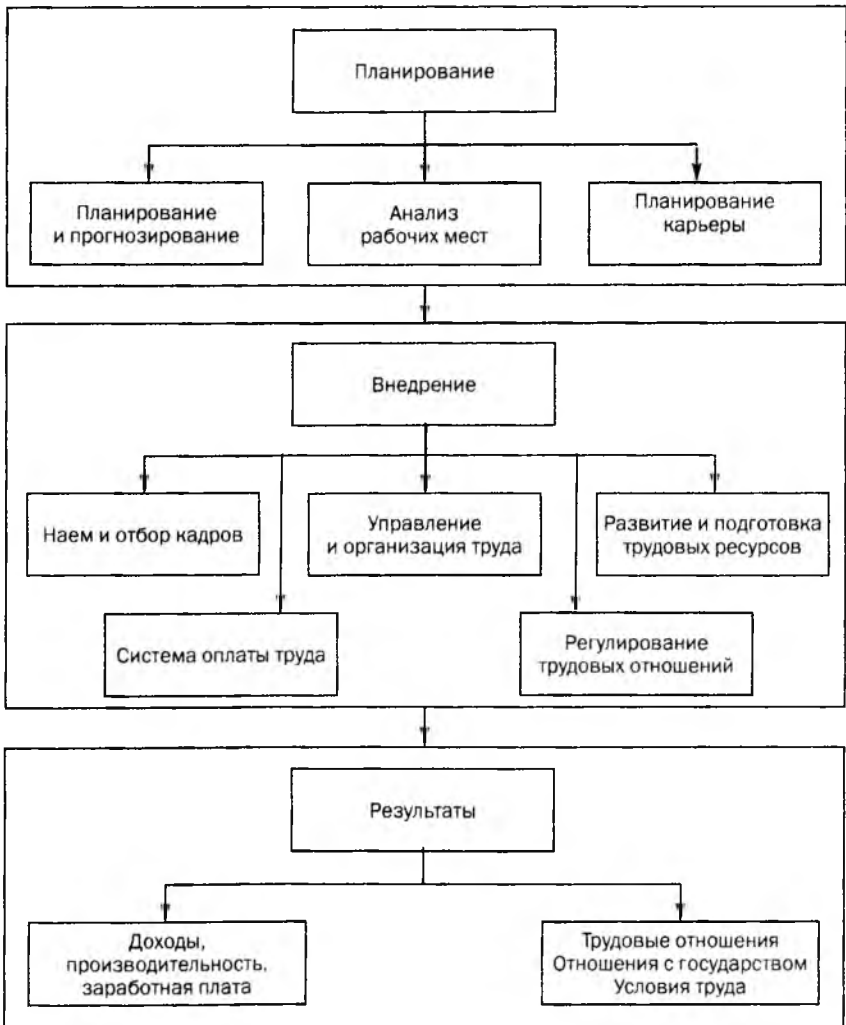 Планирование
Планирование
и прогнозирование
Анализ
рабочих мест
Планирование
карьеры
Внедрение
Наем и отбор кадров
Управление
и организация труда
Развитие и подготовка
трудовых ресурсов
Система оплаты труда
Регулирование
трудовых отношений
Результаты
Доходы,
производительность,
заработная плата
Трудовые отношения
Отношения с государством
Условия труда